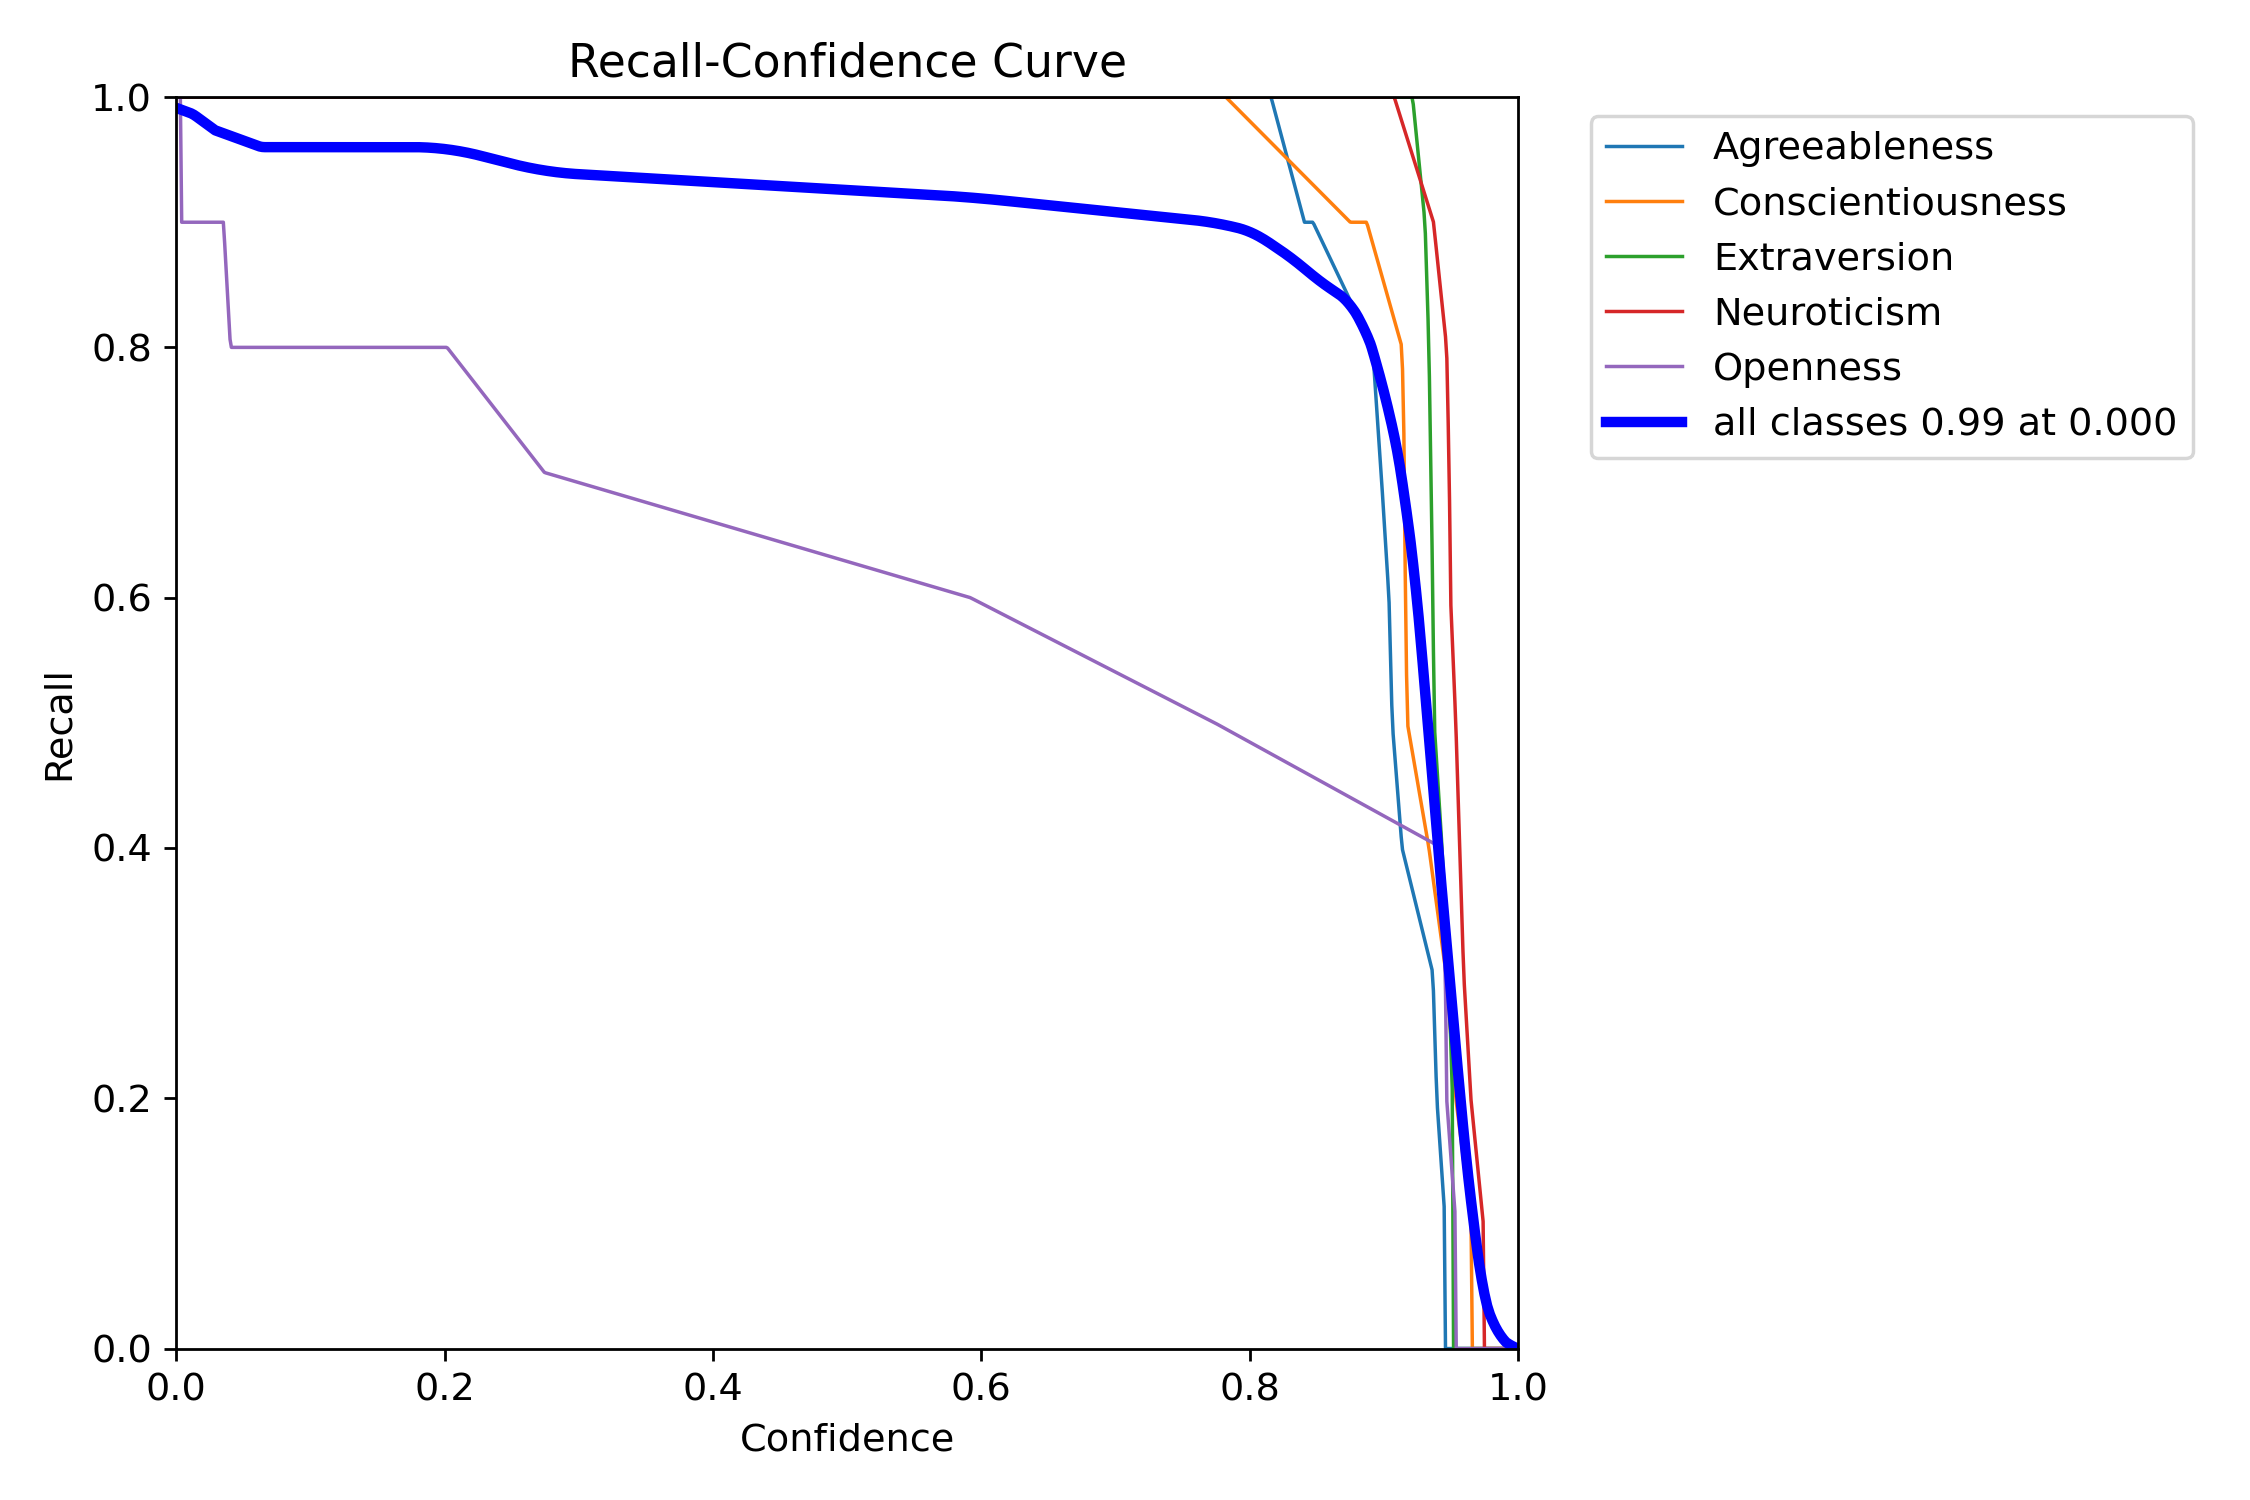 Recall-Confidence Curve
1.0
0.8
0.6
0.4
0.2
0.0
Recall
0.0 0.2 0.4 0.6 0.8 1.0
Confidence
Agreeableness
Conscientiousness
Extraversion
Neuroticism
Openness
all classes 0.99 at 0.000